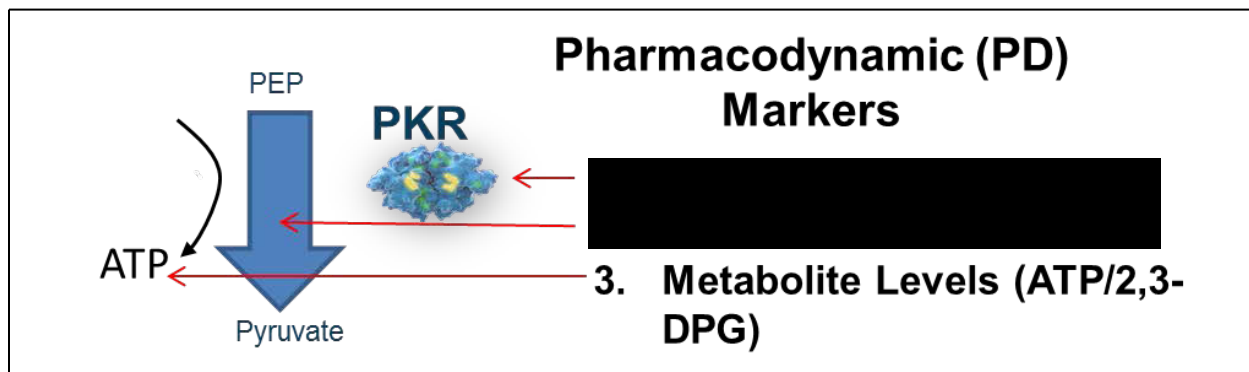 Pharmacodynamic (PD)
Markers
PEP
PKR
ATP
3. Metabolite Levels (ATP/2,3-
DPG)
Pyruvate